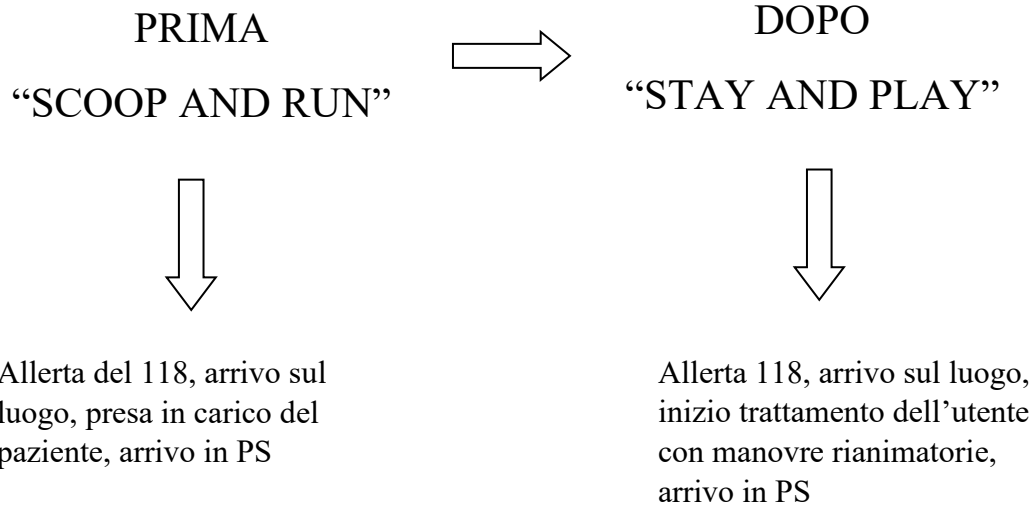 PRIMA
“SCOOP AND RUN”
DOPO
“STAY AND PLAY”
Allerta del 118, arrivo sul
luogo, presa in carico del
paziente, arrivo in PS
Allerta 118, arrivo sul luogo,
inizio trattamento dell’utente
con manovre rianimatorie,
arrivo in PS